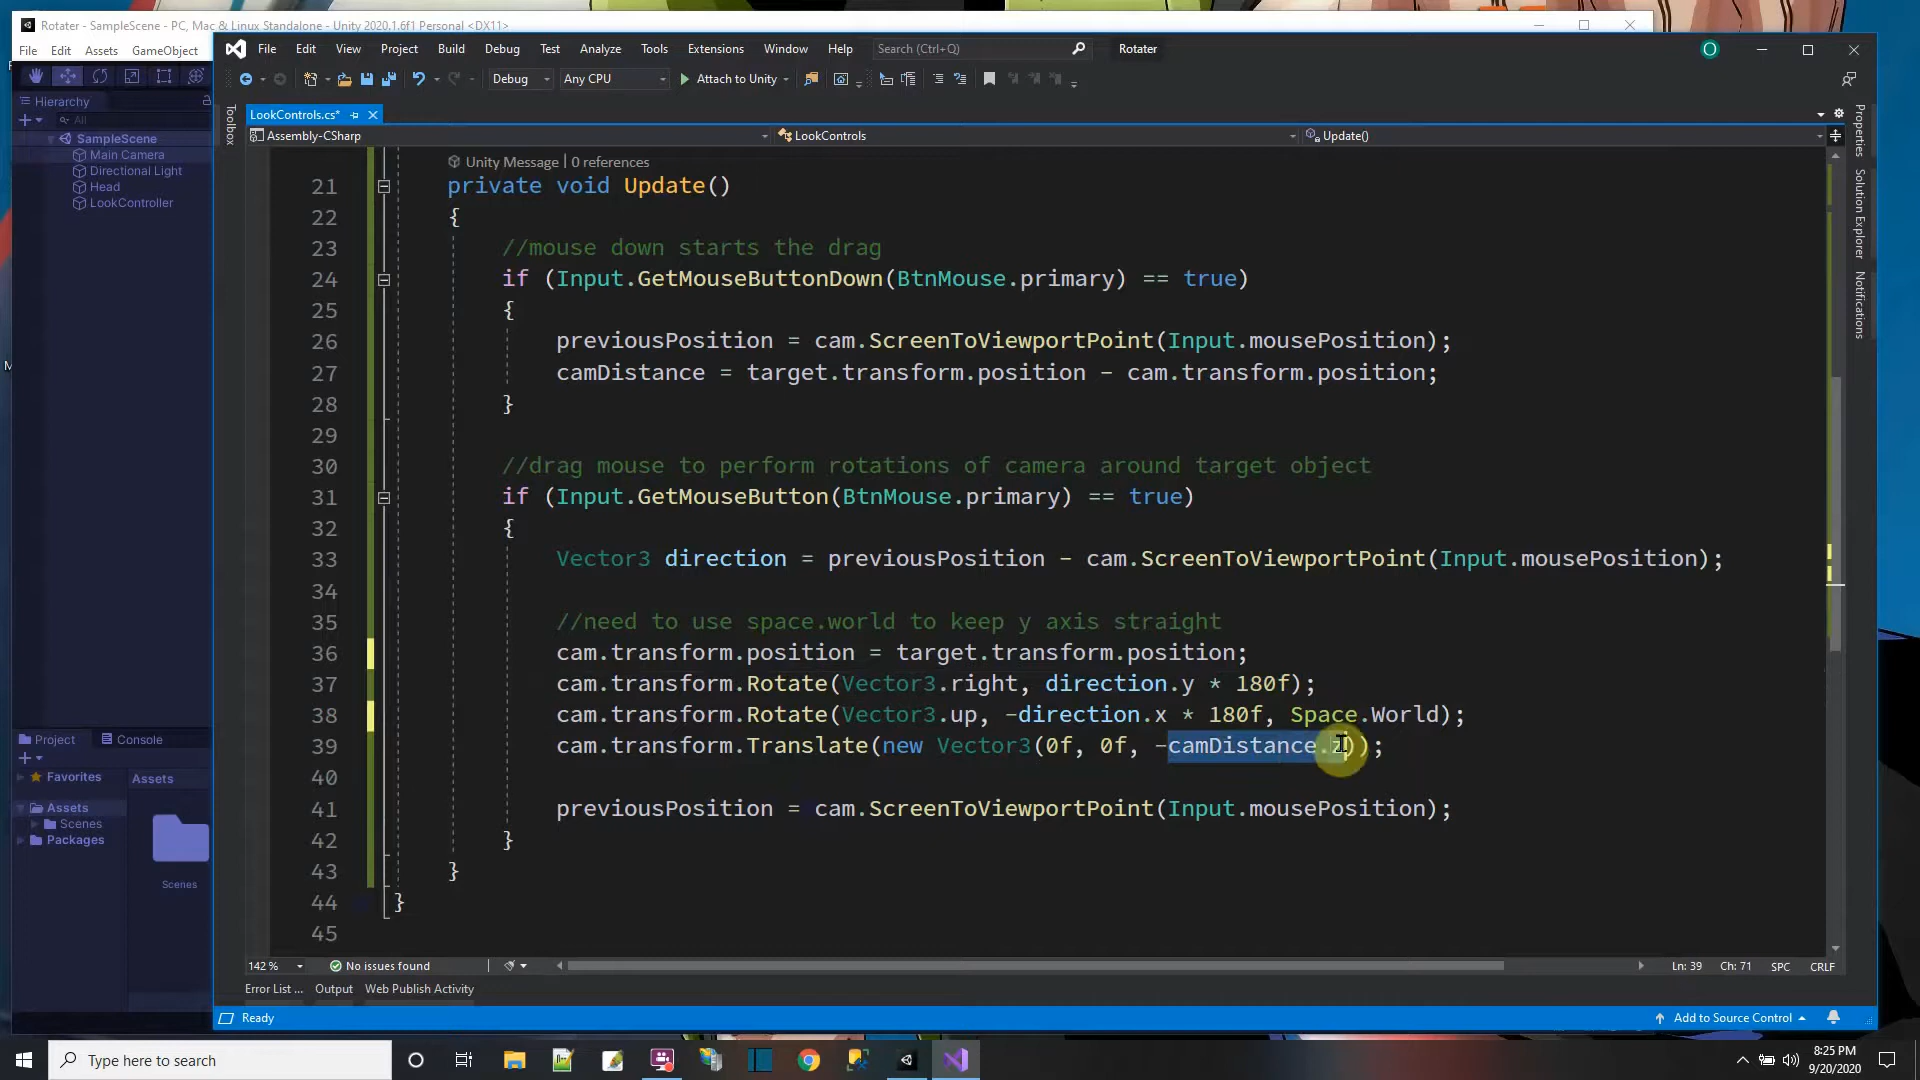 Rotater - SampleScene - PC, Mac & Linux Standalone - Unity 2020.1.6f1 Personal <DX11>
File Edit Assets GameObject
File Edit View Project Build Debug Test Analyze Tools Extensions Window Help Search (Ctrl+Q) Rotater O
Debug Any CPU Attach to Unity
Hierarchy
All
SampleScene
Main Camera
Directional Light
Head
LookController
Toolbox
LookControls.cs*
Assembly-CSharp LookControls Update()
Unity Message | 0 references
21 private void Update()
22 {
23 //mouse down starts the drag
24 if (Input.GetMouseButtonDown(BtnMouse.primary) == true)
25 {
26 previousPosition = cam.ScreenToViewportPoint(Input.mousePosition);
27 camDistance = target.transform.position - cam.transform.position;
28 }
29
30 //drag mouse to perform rotations of camera around target object
31 if (Input.GetMouseButton(BtnMouse.primary) == true)
32 {
33 Vector3 direction = previousPosition - cam.ScreenToViewportPoint(Input.mousePosition);
34
35 //need to use space.world to keep y axis straight
36 cam.transform.position = target.transform.position;
37 cam.transform.Rotate(Vector3.right, direction.y * 180f);
38 cam.transform.Rotate(Vector3.up, -direction.x * 180f, Space.World);
39 cam.transform.Translate(new Vector3(0f, 0f, -camDistance.z));
40
41 previousPosition = cam.ScreenToViewportPoint(Input.mousePosition);
42 }
43 }
44 }
45
Properties
Solution Explorer
Notifications
Project Console
Favorites Assets
Assets
Scenes
Packages
Scenes
142 % No issues found Ln: 39 Ch: 71 SPC CRLF
Error List ... Output Web Publish Activity
Ready Add to Source Control
Type here to search
8:25 PM
9/20/2020